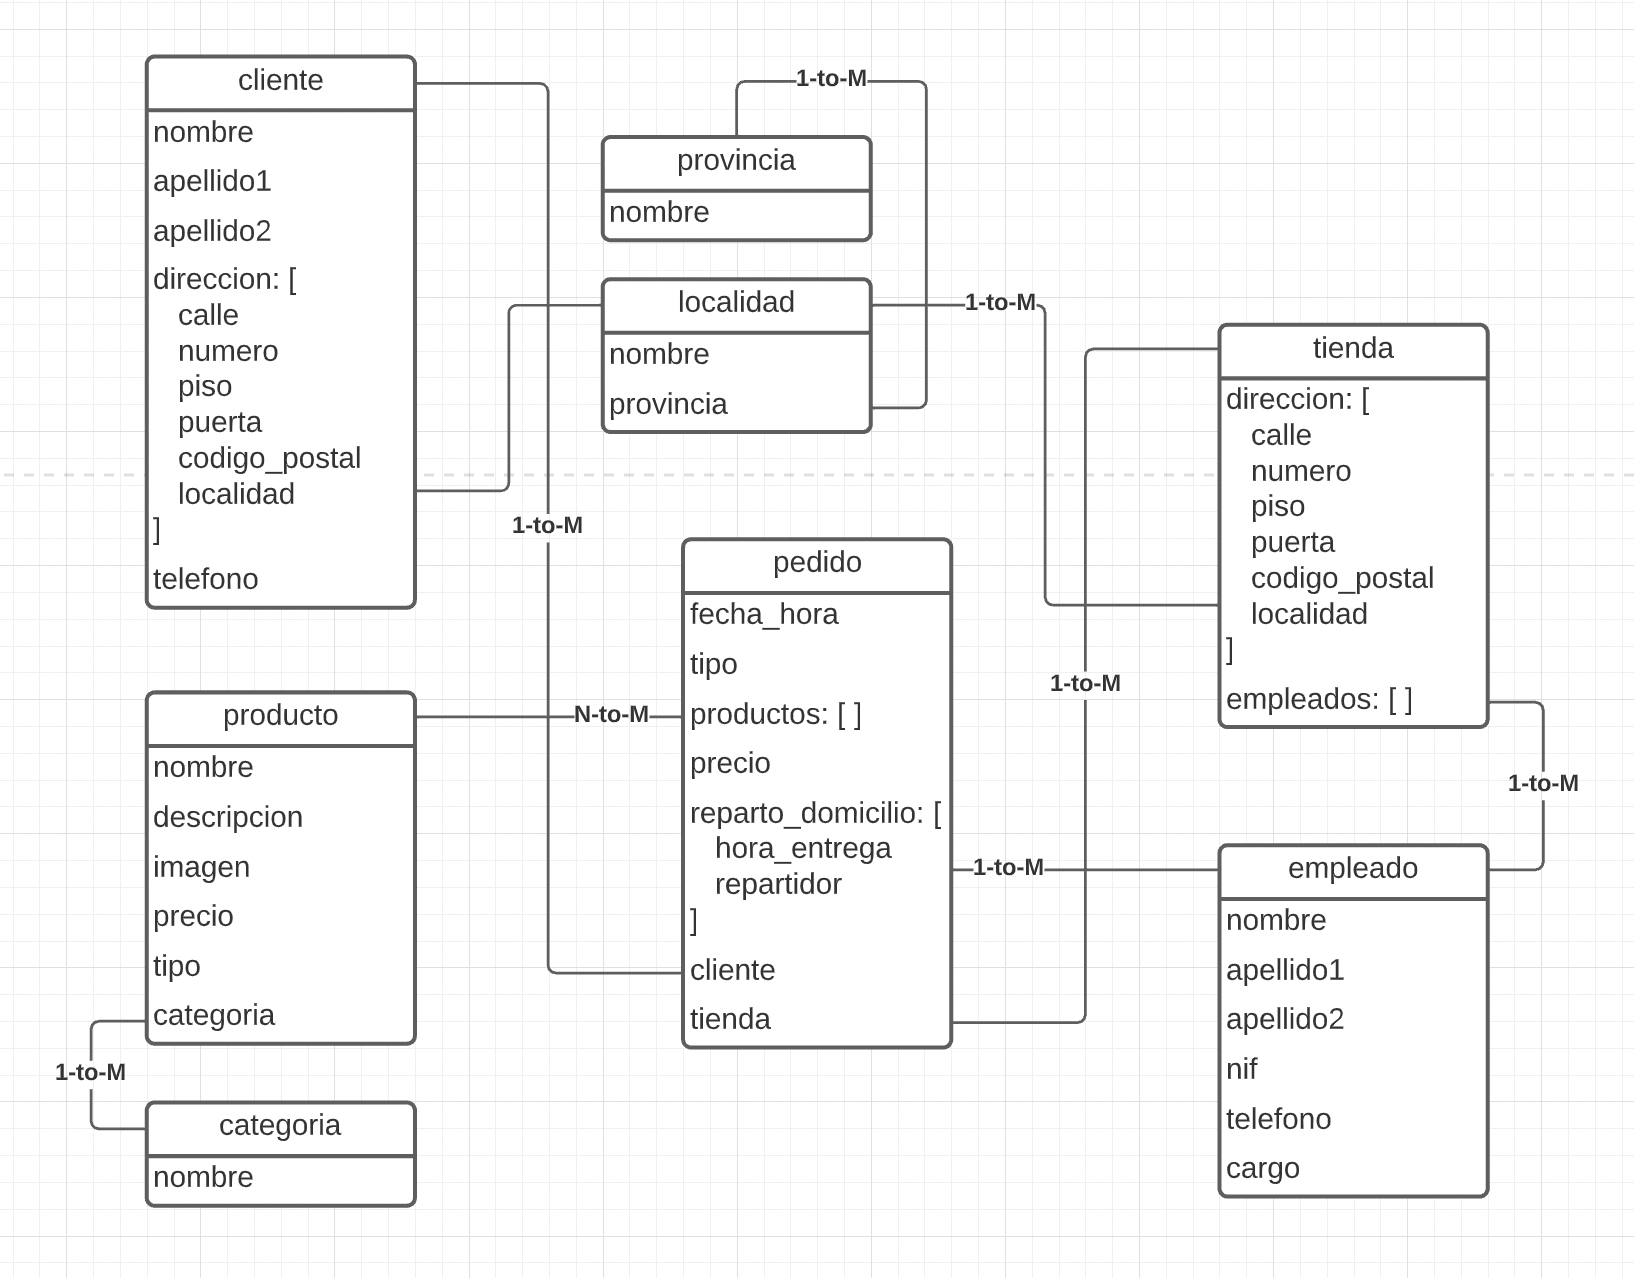 cliente
nombre
apellido1
apellido2
direccion: [
calle
numero
piso
puerta
codigo_postal
localidad
]
telefono
1-to-M
provincia
nombre
localidad
nombre
provincia
1-to-M
1-to-M
tienda
direccion: [
calle
numero
piso
puerta
codigo_postal
localidad
]
empleados: [ ]
pedido
fecha_hora
tipo
productos: [ ]
precio
reparto_domicilio: [
hora_entrega
repartidor
]
cliente
tienda
1-to-M
N-to-M
1-to-M
1-to-M
producto
nombre
descripcion
imagen
precio
tipo
categoria
1-to-M
categoria
nombre
empleado
nombre
apellido1
apellido2
nif
telefono
cargo